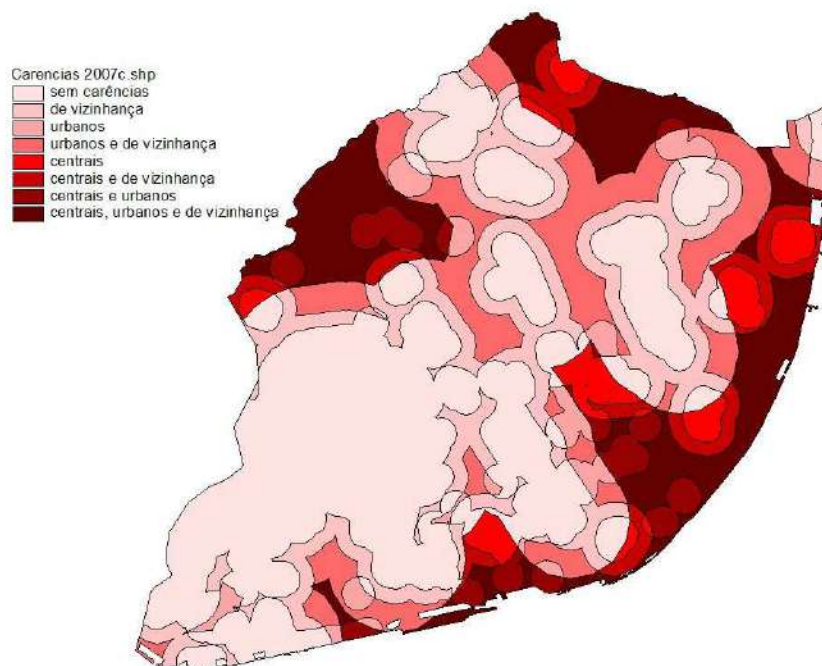 Carencias 2007c.shp
sem carências
de vizinhança
urbanos
urbanos e de vizinhança
centrais
centrais e de vizinhança
centrais e urbanos
centrais, urbanos e de vizinhança